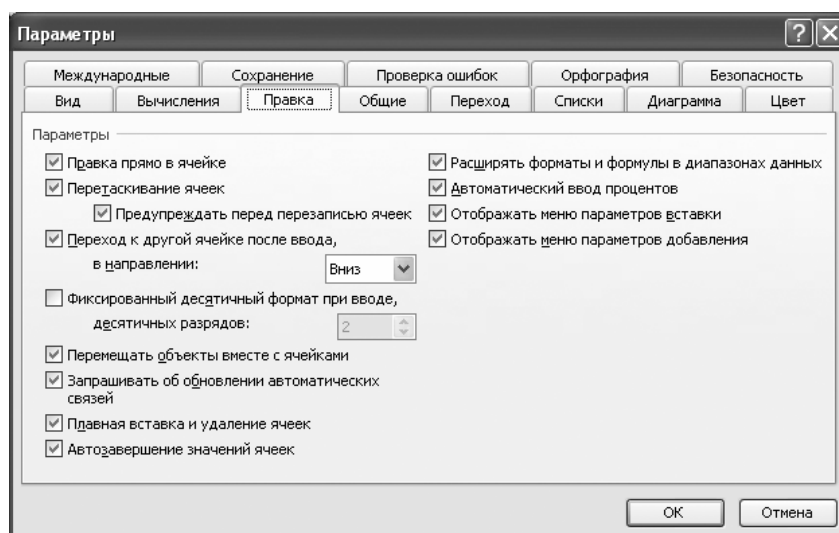 Параметры
Международные Сохранение Проверка ошибок Орфография Безопасность
Вид Вычисления Правка Общие Переход Списки Диаграмма Цвет
Параметры
Правка прямо в ячейке
Перетаскивание ячеек
Предупреждать перед перезаписью ячеек
Переход к другой ячейке после ввода,
в направлении: Вниз
Фиксированный десятичный формат при вводе,
десятичных разрядов: 2
Перемещать объекты вместе с ячейками
Запрашивать об обновлении автоматических
связей
Плавная вставка и удаление ячеек
Автозавершение значений ячеек
Расширять форматы и формулы в диапазонах данных
Автоматический ввод процентов
Отображать меню параметров вставки
Отображать меню параметров добавления
ОК Отмена